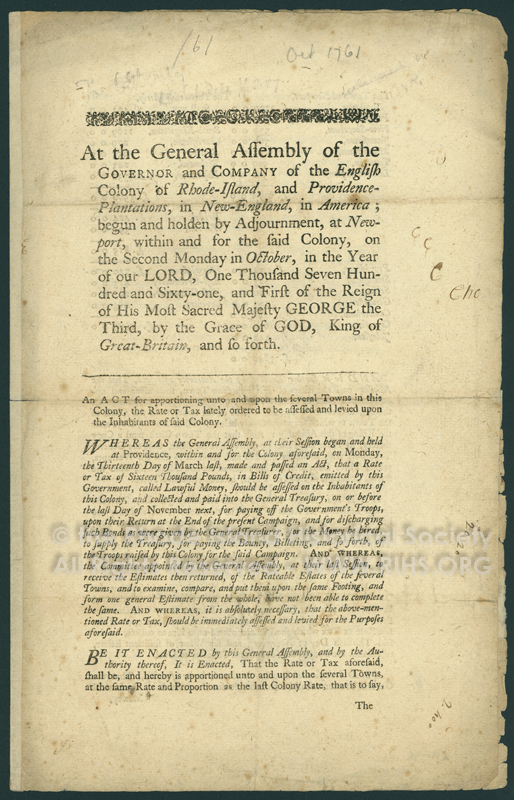 161
Oct 1761
At the General Aſſembly of the
GOVERNOR and COMPANY of the Engliſh
Colony of Rhode-Iſland, and Providence-
Plantations, in New-England, in America ;
begun and holden by Adjournment, at New-
port, within and for the ſaid Colony, on
the Second Monday in October, in the Year
of our LORD, One Thouſand Seven Hun-
dred and Sixty-one, and Firſt of the Reign
of His Moſt Sacred Majeſty GEORGE the
Third, by the Grace of GOD, King of
Great-Britain, and ſo forth.
An ACT for apportioning unto and upon the ſeveral Towns in this
Colony, the Rate or Tax lately ordered to be aſſeſſed and levied upon
the Inhabitants of ſaid Colony.
WHEREAS the General Aſſembly, at their Seſſion began and held
at Providence, within and for the Colony aforeſaid, on Monday,
the Thirteenth Day of March laſt, made and paſſed an Act, that a Rate
or Tax of Sixteen Thouſand Pounds, in Bills of Credit, emitted by this
Government, called Lawful Money, ſhould be aſſeſſed on the Inhabitants of
this Colony, and collected and paid into the General Treaſury, on or before
the laſt Day of November next, for paying off the Government's Troops,
upon their Return at the End of the preſent Campaign, and for diſcharging
ſuch Bonds as were given by the General Treaſurer, for the Money he hired,
to ſupply the Treaſury, for paying the Bounty, Billeting, and ſo forth, of
the Troops raiſed by this Colony for the ſaid Campaign. AND WHEREAS,
the Committee appointed by the General Aſſembly, at their laſt Seſſion, to
receive the Eſtimates then returned, of the Rateable Eſtates of the ſeveral
Towns, and to examine, compare, and put them upon the ſame Footing, and
form one general Eſtimate from the whole, have not been able to complete
the ſame. AND WHEREAS, it is abſolutely neceſſary, that the above-men-
tioned Rate or Tax, ſhould be immediately aſſeſſed and levied for the Purpoſes
aforeſaid.
BE IT ENACTED by this General Aſſembly, and by the Au-
thority thereof, It is Enacted, That the Rate or Tax aforeſaid,
ſhall be, and hereby is apportioned unto and upon the ſeveral Towns,
at the ſame Rate and Proportion as the laſt Colony Rate, that is to ſay,
The